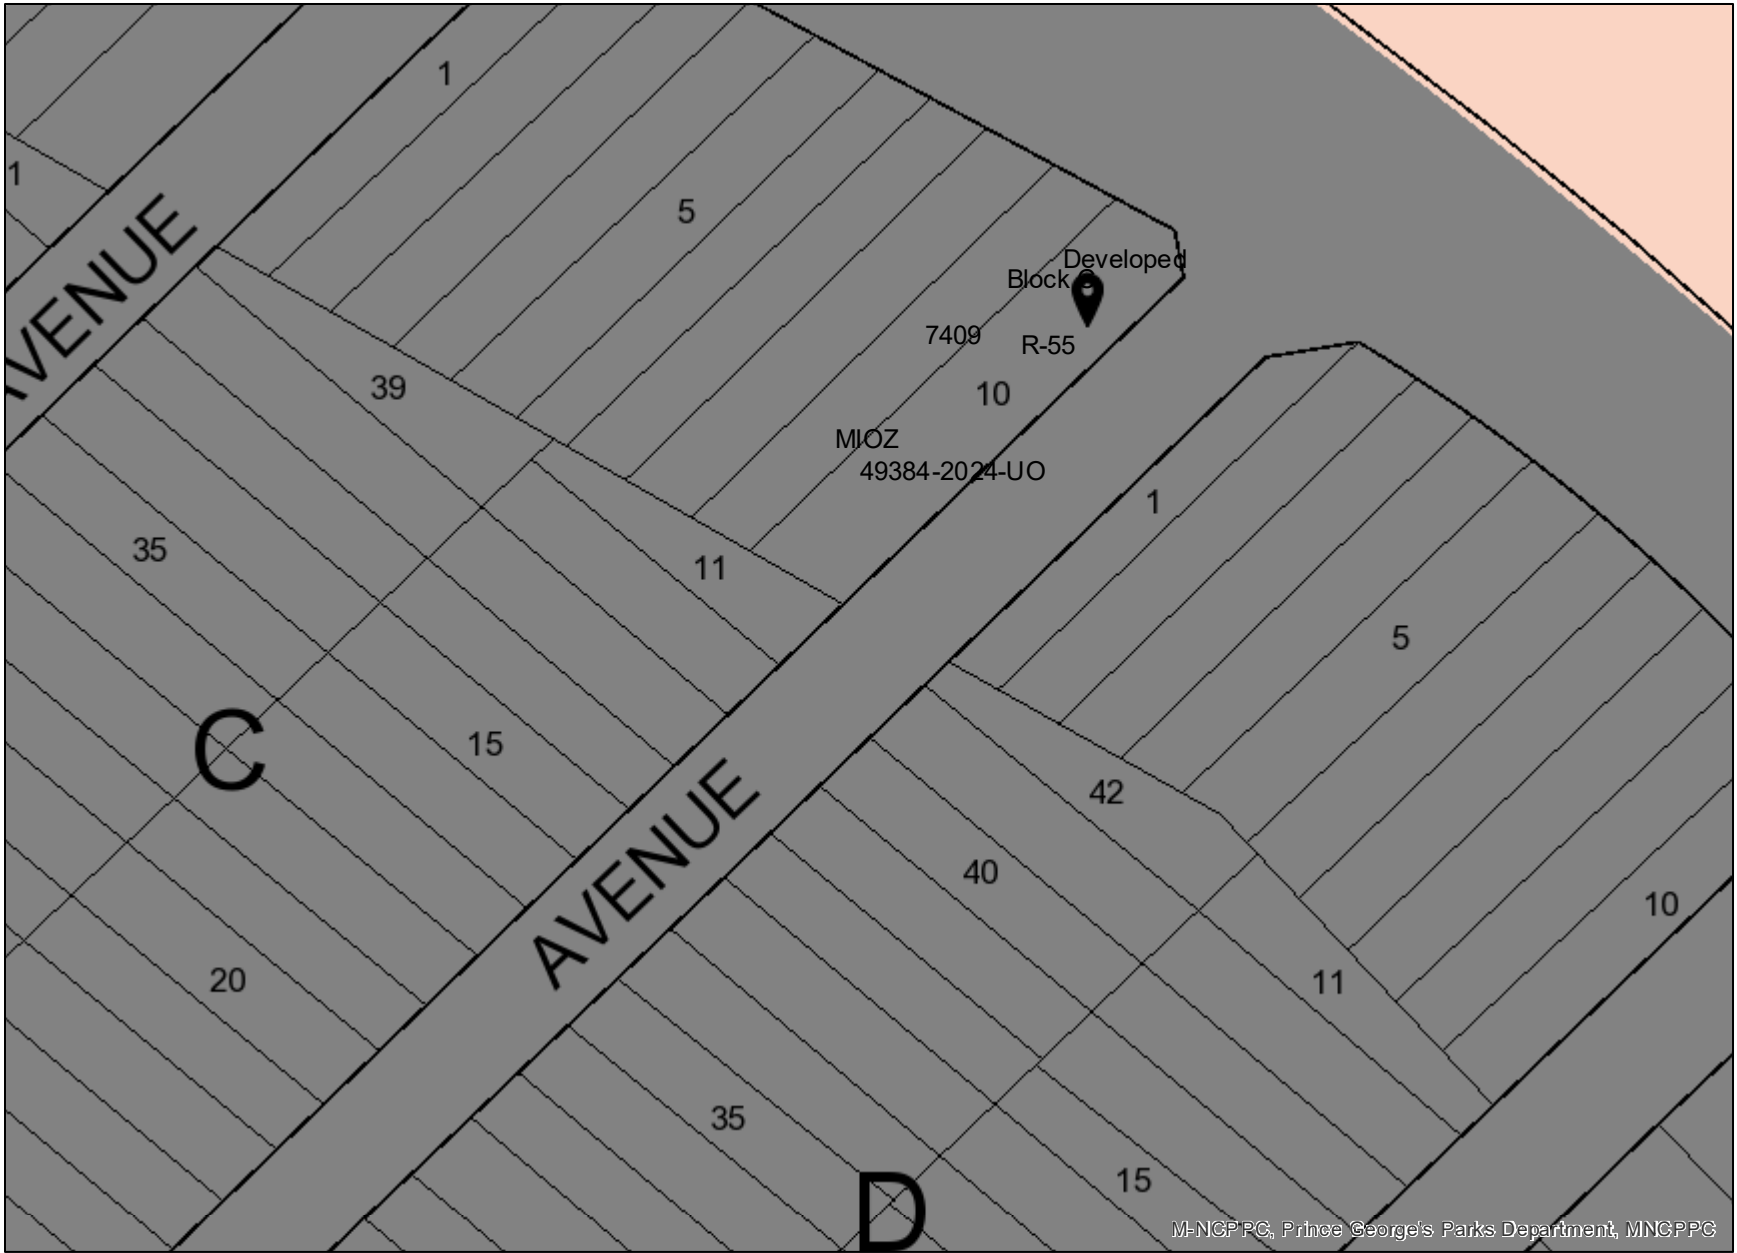 1
1
AVENUE
5
Developed
Block C
7409
R-55
10
39
MIOZ
49384-2024-UO
1
11
35
5
C
15
42
40
AVENUE
10
20
11
35
15
D
M-NCPPC, Prince George's Parks Department, MNCPPC